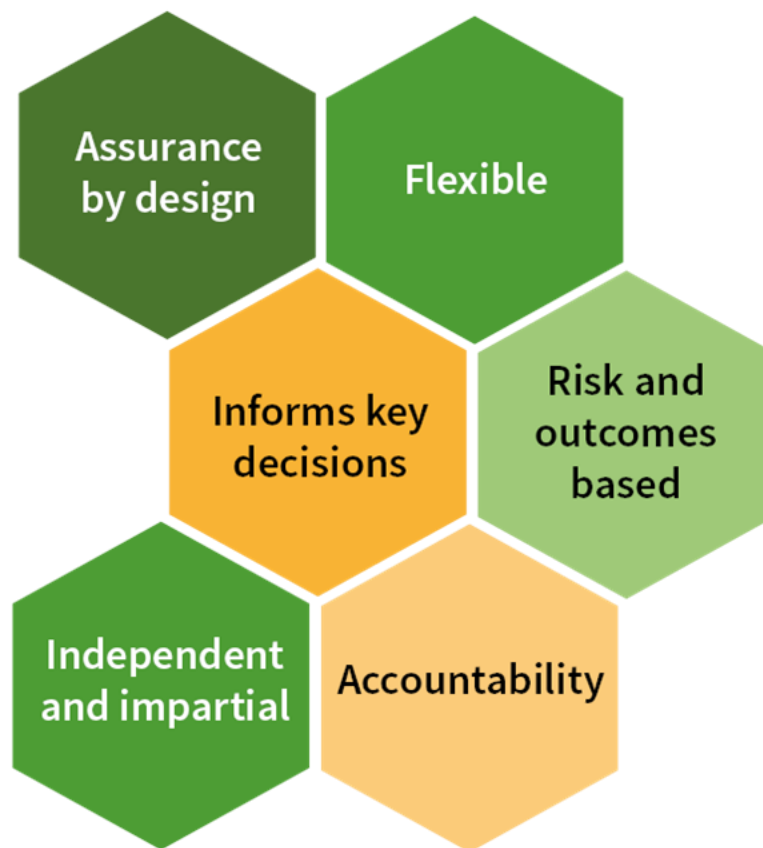 Assurance
by design
Flexible
Informs key
decisions
Risk and
outcomes
based
Independent
and impartial
Accountability